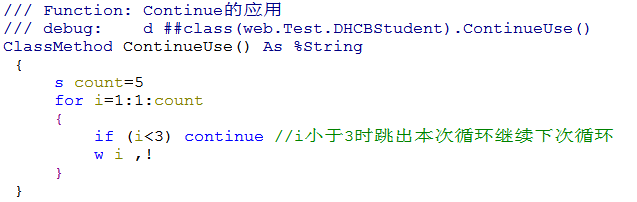 /// Function: Continue的应用
/// debug:    d ##class(web.Test.DHCBStudent).ContinueUse()
ClassMethod ContinueUse() As %String
{
s count=5
for i=1:1:count
{
if (i<3) continue //i小于3时跳出本次循环继续下次循环
w i ,!
}
}